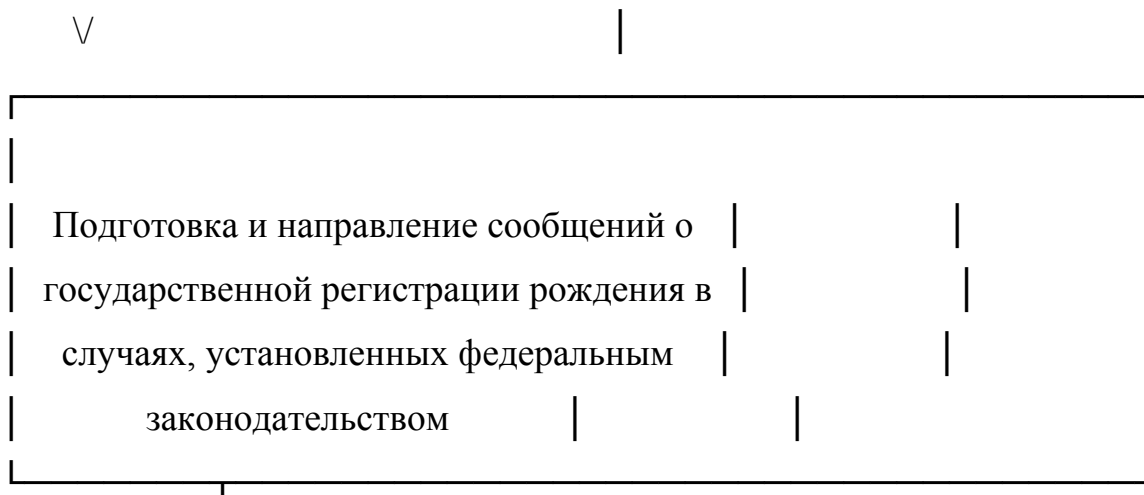 \/ │
│ Подготовка и направление сообщений о │ │
│ государственной регистрации рождения в │ │
│ случаях, установленных федеральным │ │
│ законодательством │ │